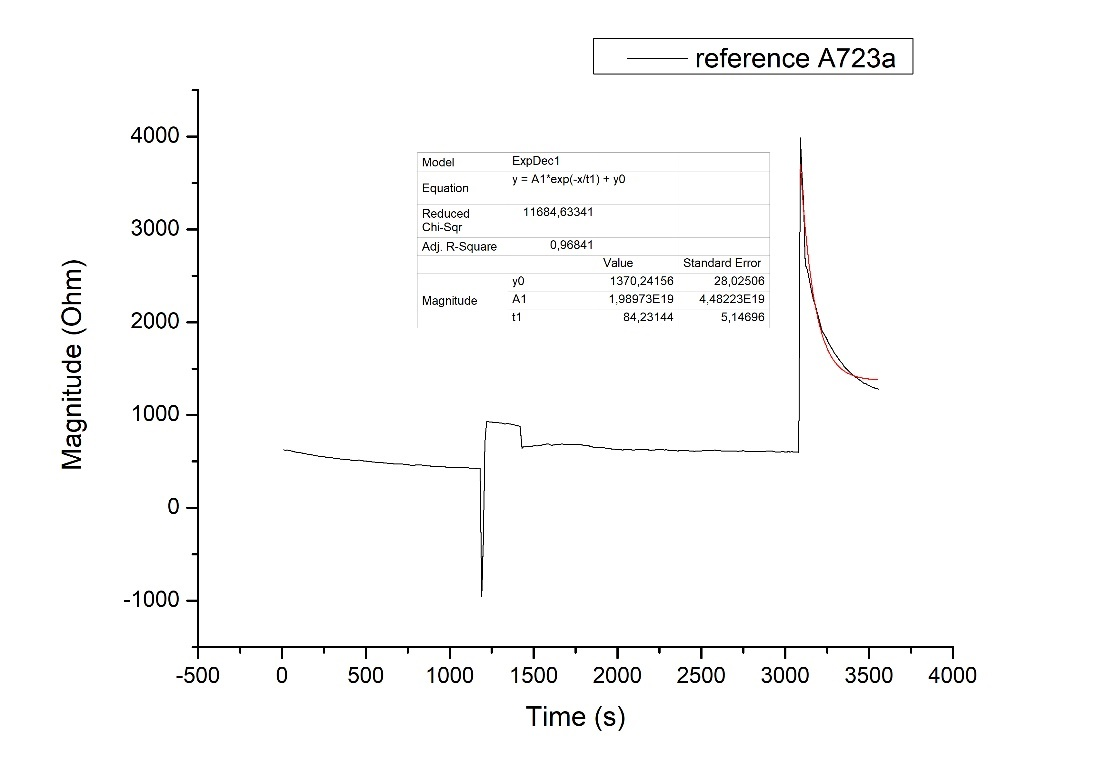 reference A723a
4000
3000
2000
1000
0
-1000
Magnitude (Ohm)
Model ExpDec1
Equation y = A1*exp(-x/t1) + y0
Reduced Chi-Sqr 11684,63341
Adj. R-Square 0,96841
Value Standard Error
y0 1370,24156 28,02506
Magnitude A1 1,98973E19 4,48223E19
t1 84,23144 5,14696
-500 0 500 1000 1500 2000 2500 3000 3500 4000
Time (s)